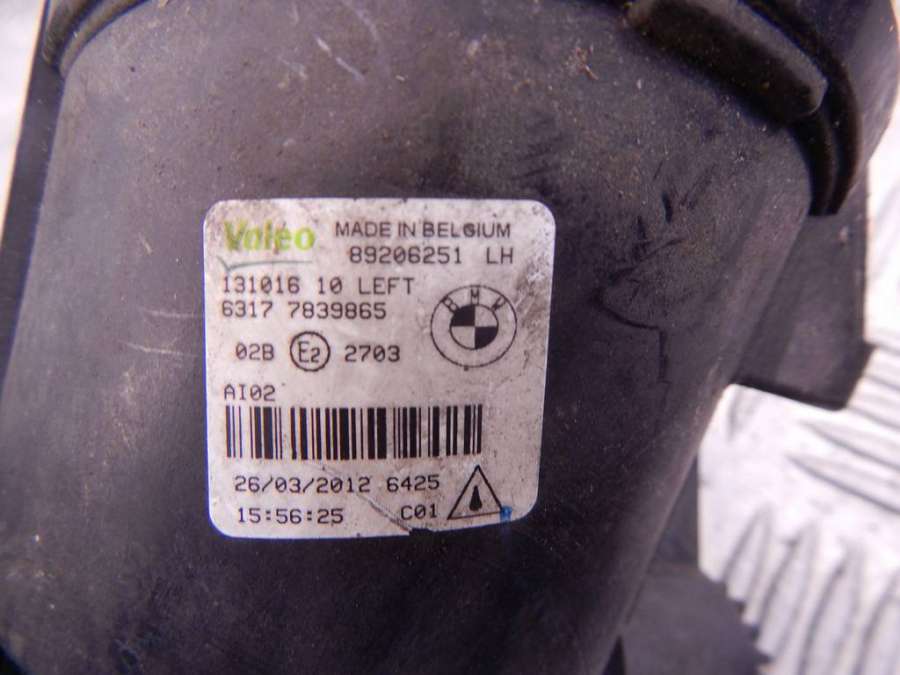 Valeo MADE IN BELGIUM
89206251 LH
131016 10 LEFT
6317 7839865
BMW
02B E2 2703
AI02
26/03/2012 6425
15:56:25 C01